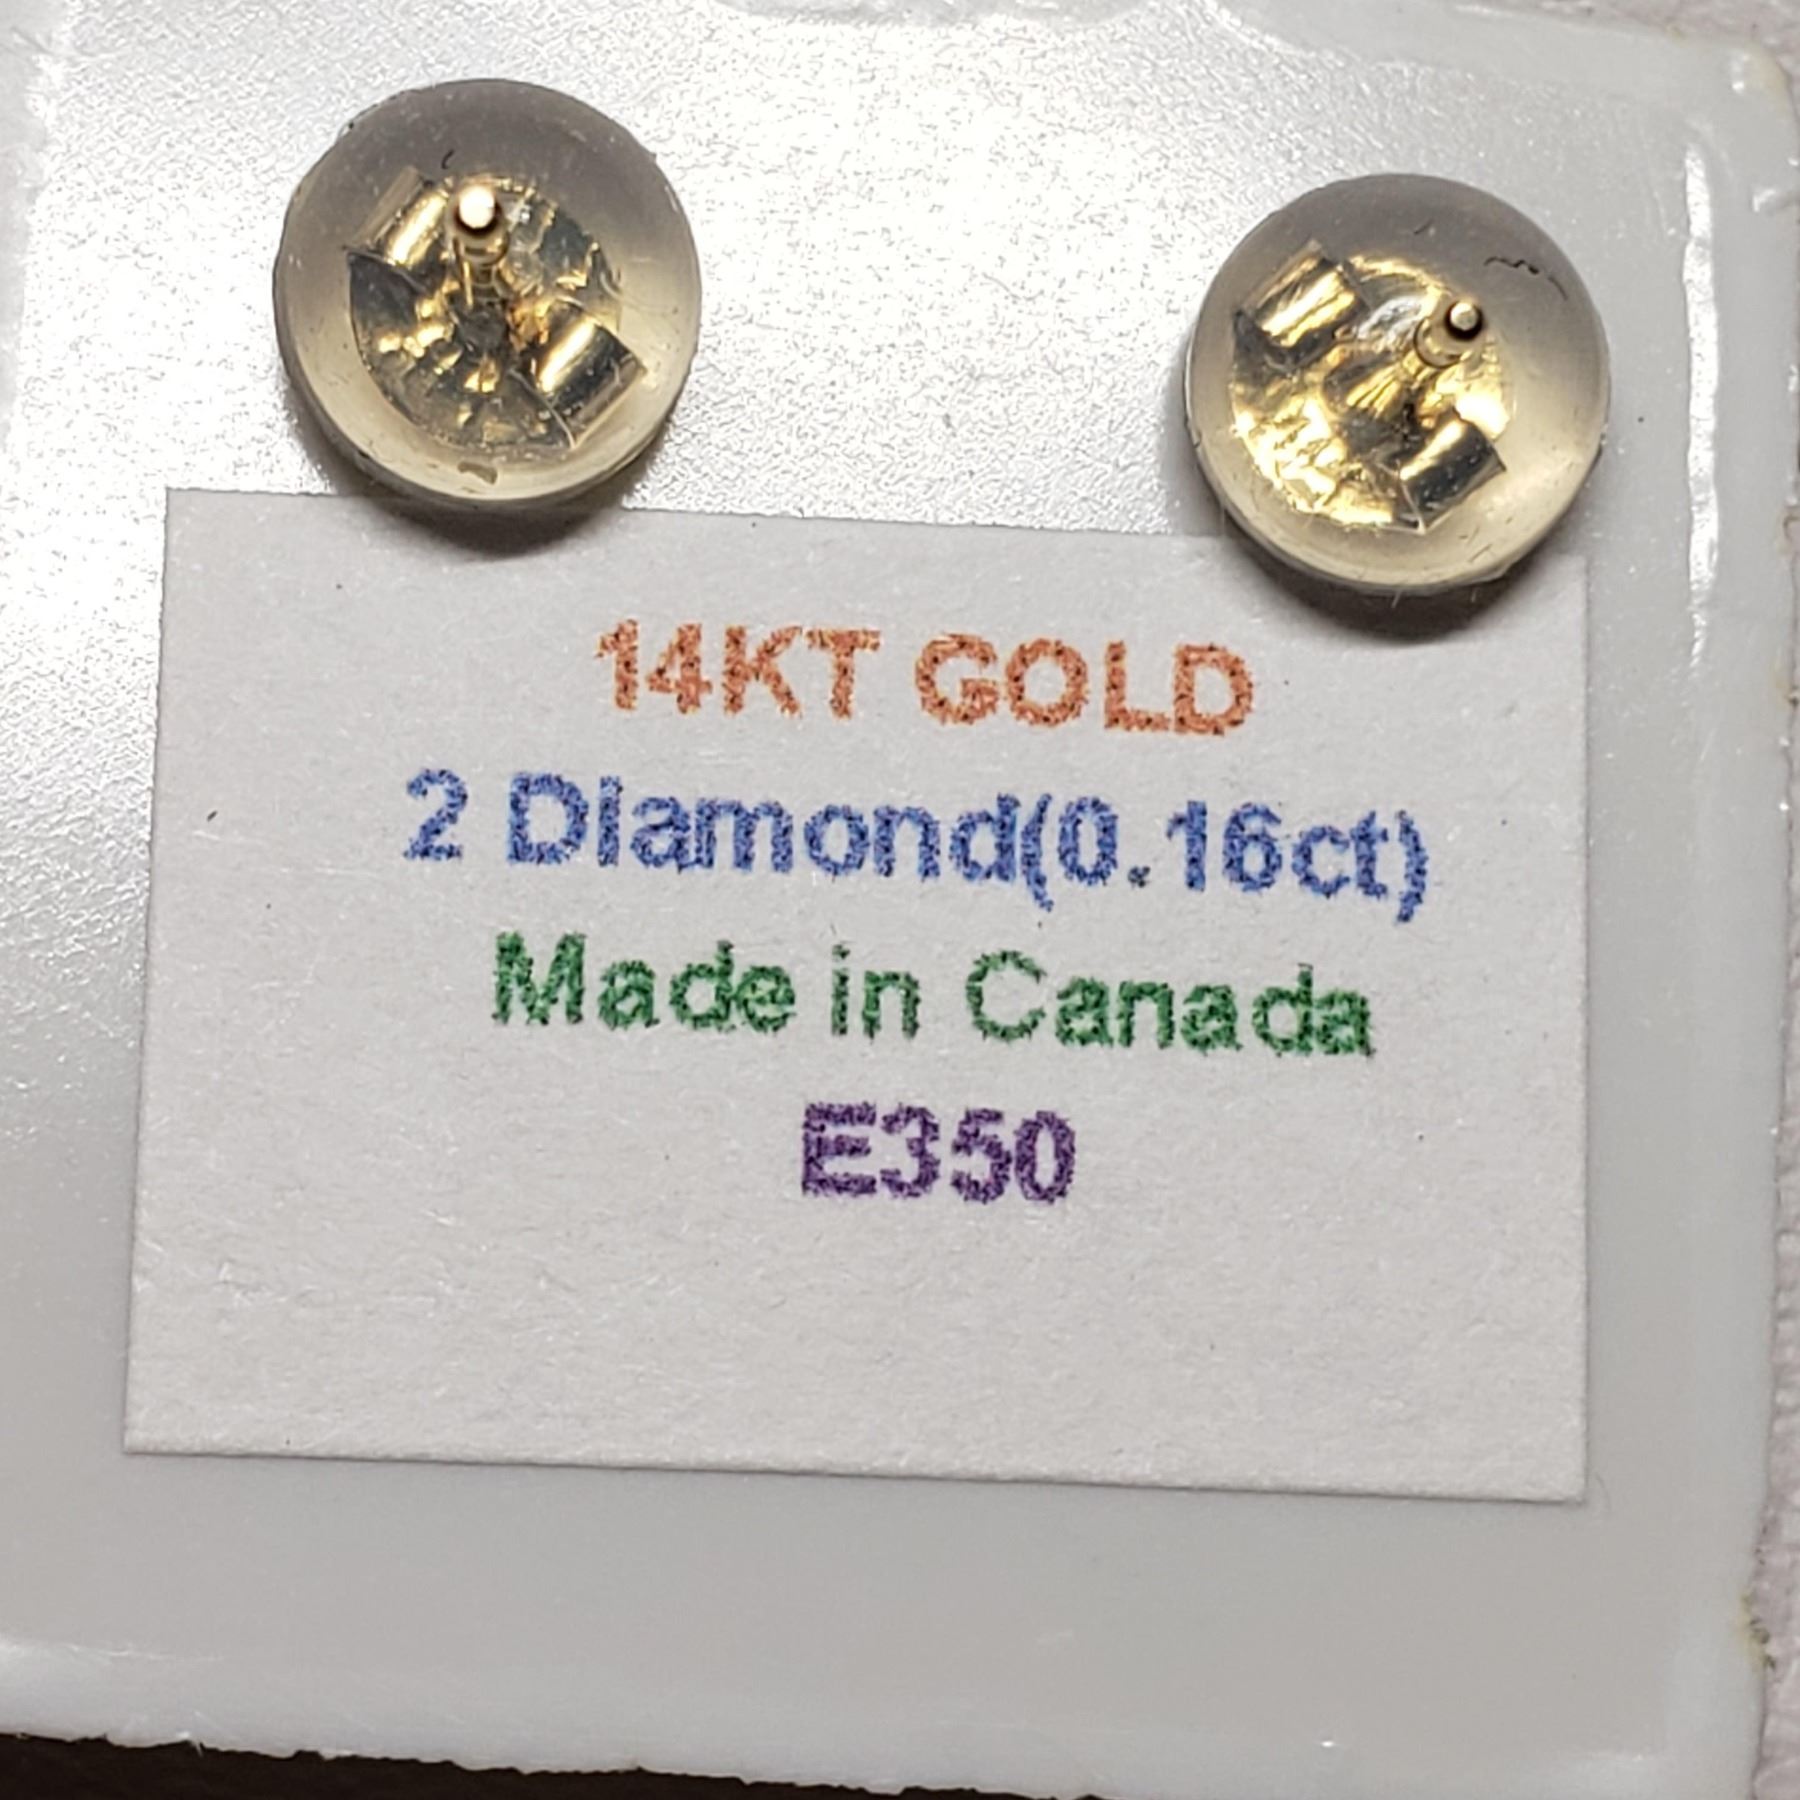 14KT GOLD
2 Diamond(0.16ct)
Made in Canada
E350